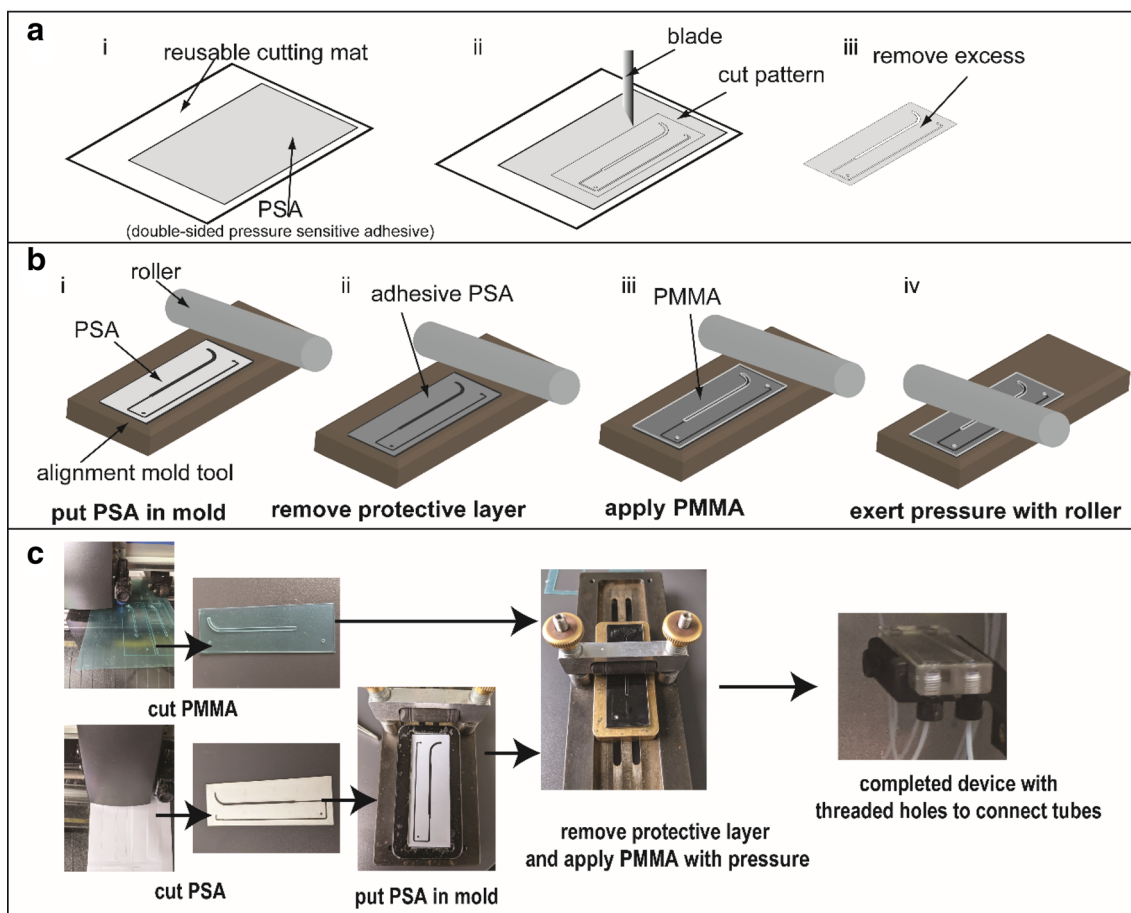 a
i
reusable cutting mat
PSA
(double-sided pressure sensitive adhesive)
ii
blade
cut pattern
iii
remove excess
b
i
roller
PSA
alignment mold tool
put PSA in mold
ii
adhesive PSA
remove protective layer
iii
PMMA
apply PMMA
iv
exert pressure with roller
c
cut PMMA
cut PSA
put PSA in mold
remove protective layer
and apply PMMA with pressure
completed device with
threaded holes to connect tubes